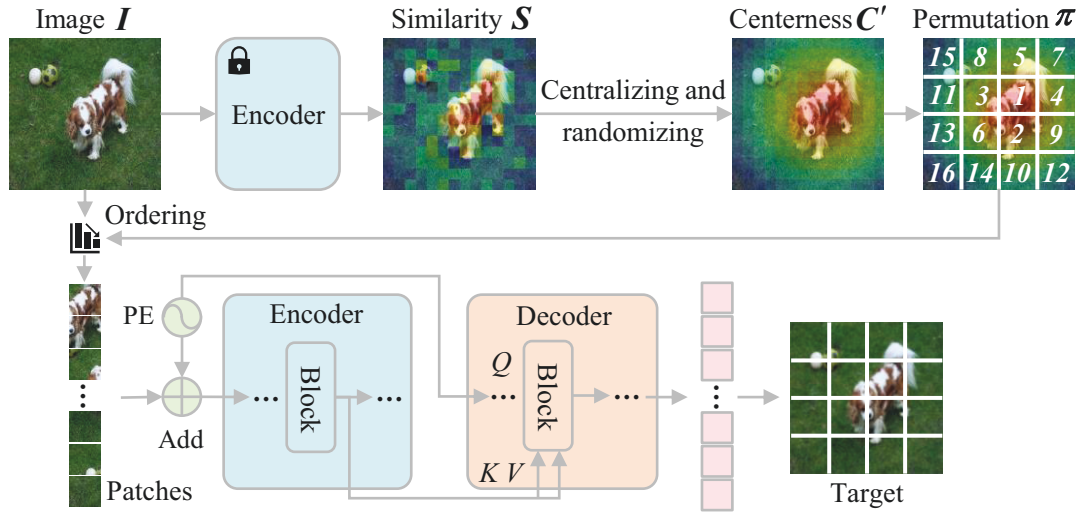 Image I
Similarity S
Centerness C′
Permutation π
Encoder
Centralizing and
randomizing
15 8 5 7
11 3 1 4
13 6 2 9
16 14 10 12
Ordering
PE
Encoder
Decoder
Q
... Block ...
... Block ...
...
...
Add
K V
Patches
Target